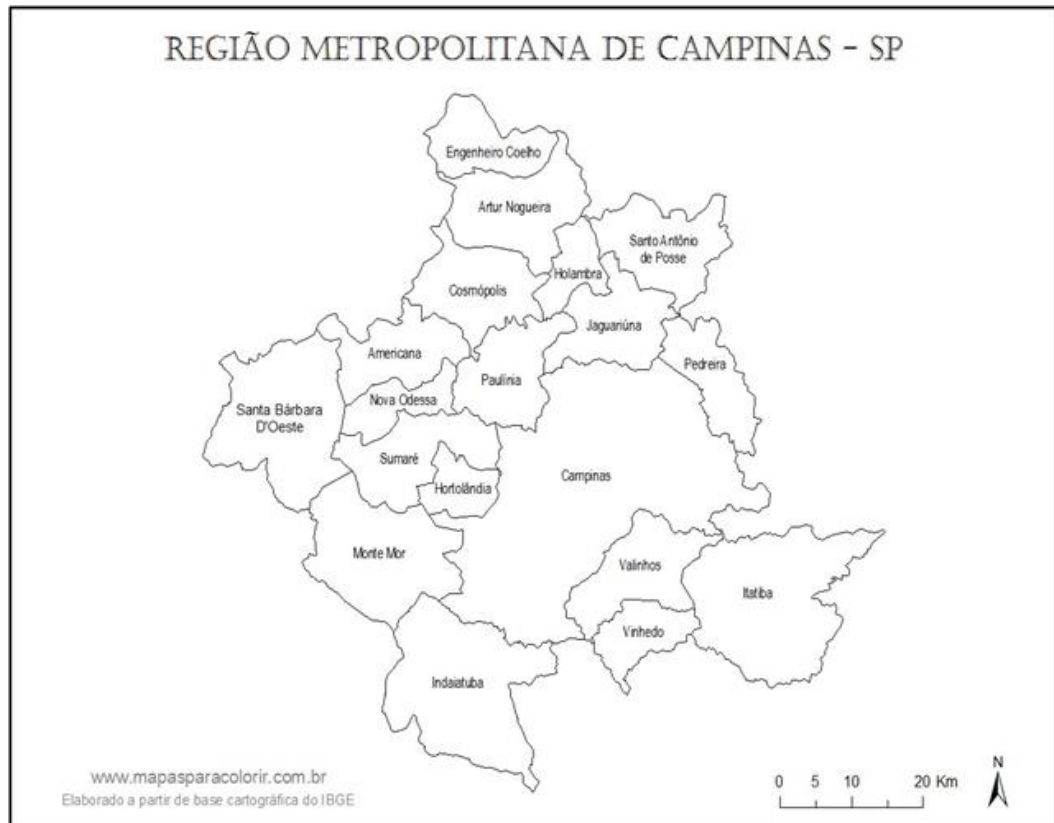 REGIÃO METROPOLITANA DE CAMPINAS - SP
Engenheiro Coelho
Artur Nogueira
Santo Antônio
de Posse
Holambra
Cosmópolis
Jaguariúna
Americana
Pedreira
Paulínia
Nova Odessa
Santa Bárbara
D'Oeste
Sumaré
Campinas
Hortolândia
Monte Mor
Valinhos
Itatiba
Vinhedo
Indaiatuba
www.mapasparacolorir.com.br
Elaborado a partir de base cartográfica do IBGE
0 5 10 20 Km
N